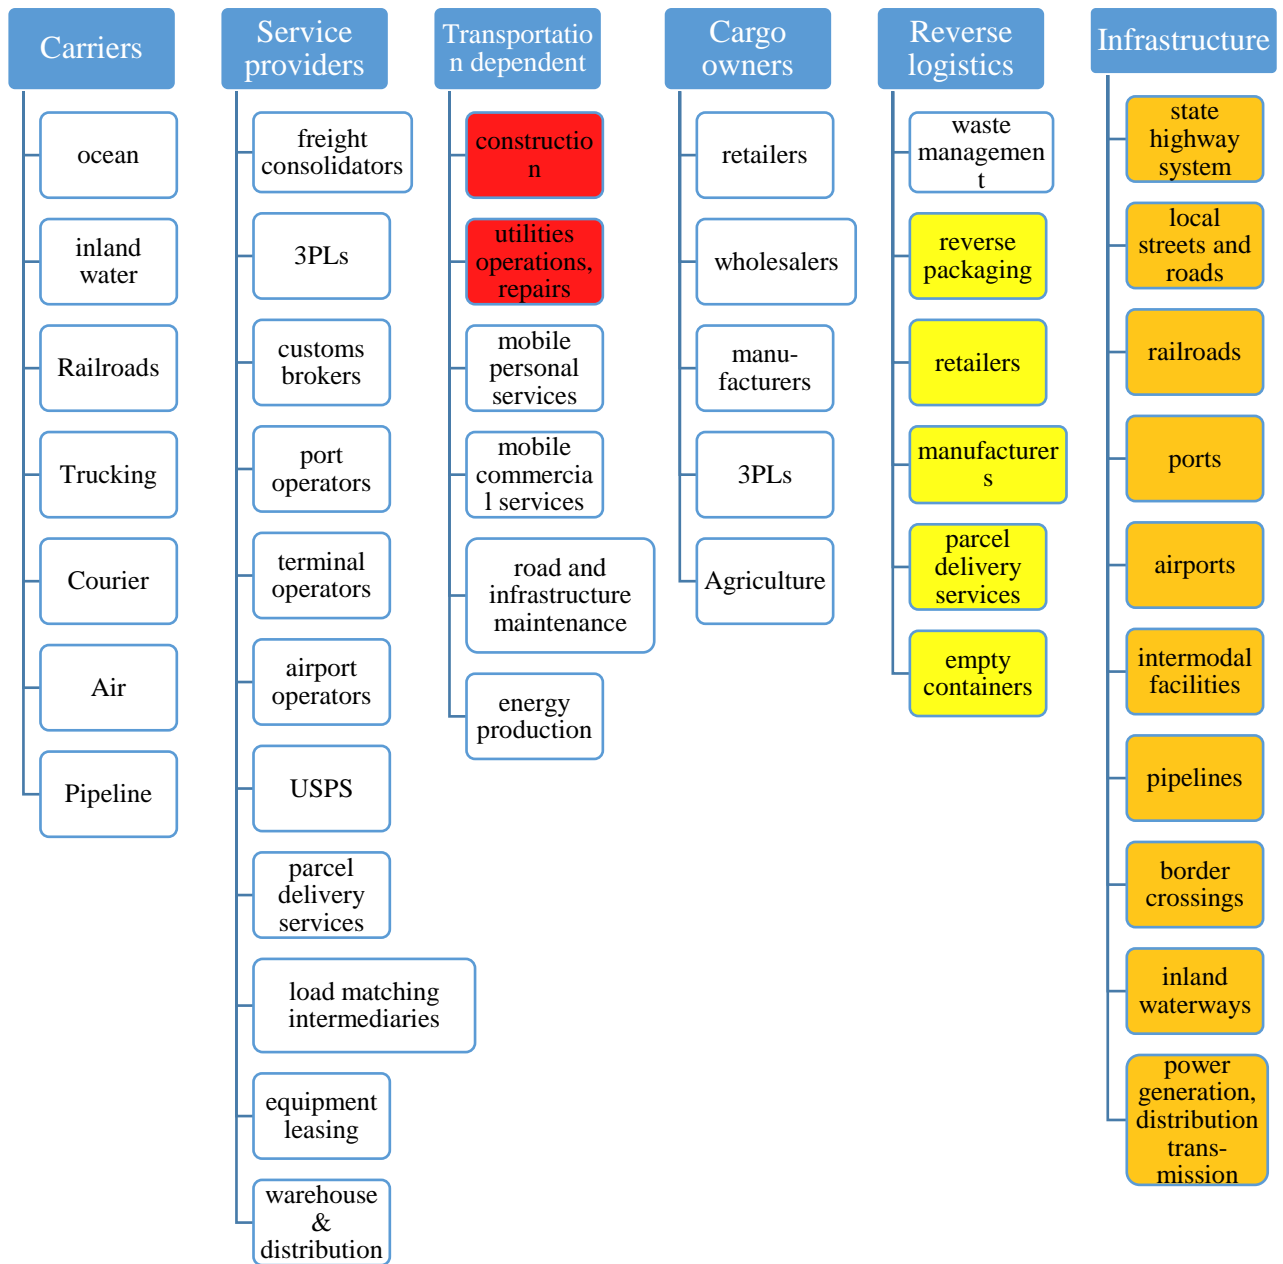 Carriers
ocean
inland
water
Railroads
Trucking
Courier
Air
Pipeline
Service
providers
freight
consolidators
3PLs
customs
brokers
port
operators
terminal
operators
airport
operators
USPS
parcel
delivery
services
load matching
intermediaries
equipment
leasing
warehouse
&
distribution
Transportatio
n dependent
constructio
n
utilities
operations,
repairs
mobile
personal
services
mobile
commercia
l services
road and
infrastructure
maintenance
energy
production
Cargo
owners
retailers
wholesalers
manu-
facturers
3PLs
Agriculture
Reverse
logistics
waste
managemen
t
reverse
packaging
retailers
manufacturer
s
parcel
delivery
services
empty
containers
Infrastructure
state
highway
system
local
streets and
roads
railroads
ports
airports
intermodal
facilities
pipelines
border
crossings
inland
waterways
power
generation,
distribution
trans-
mission